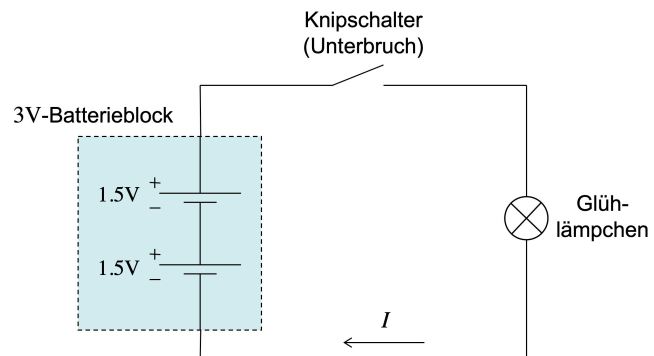 Knipschalter
(Unterbruch)
3V-Batterieblock
1.5V
+
–
1.5V
+
–
Glüh-
lämpchen
I